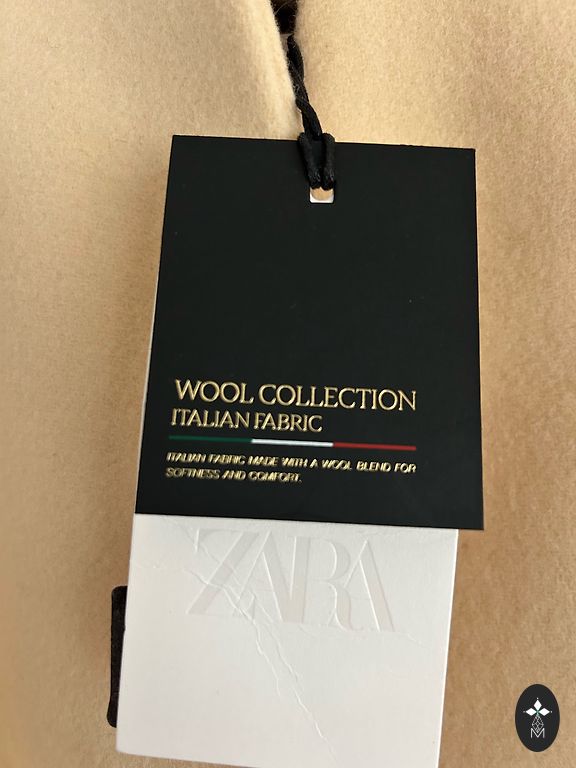 WOOL COLLECTION
ITALIAN FABRIC
ITALIAN FABRIC MADE WITH A WOOL BLEND FOR
SOFTNESS AND COMFORT.
ZARA
M